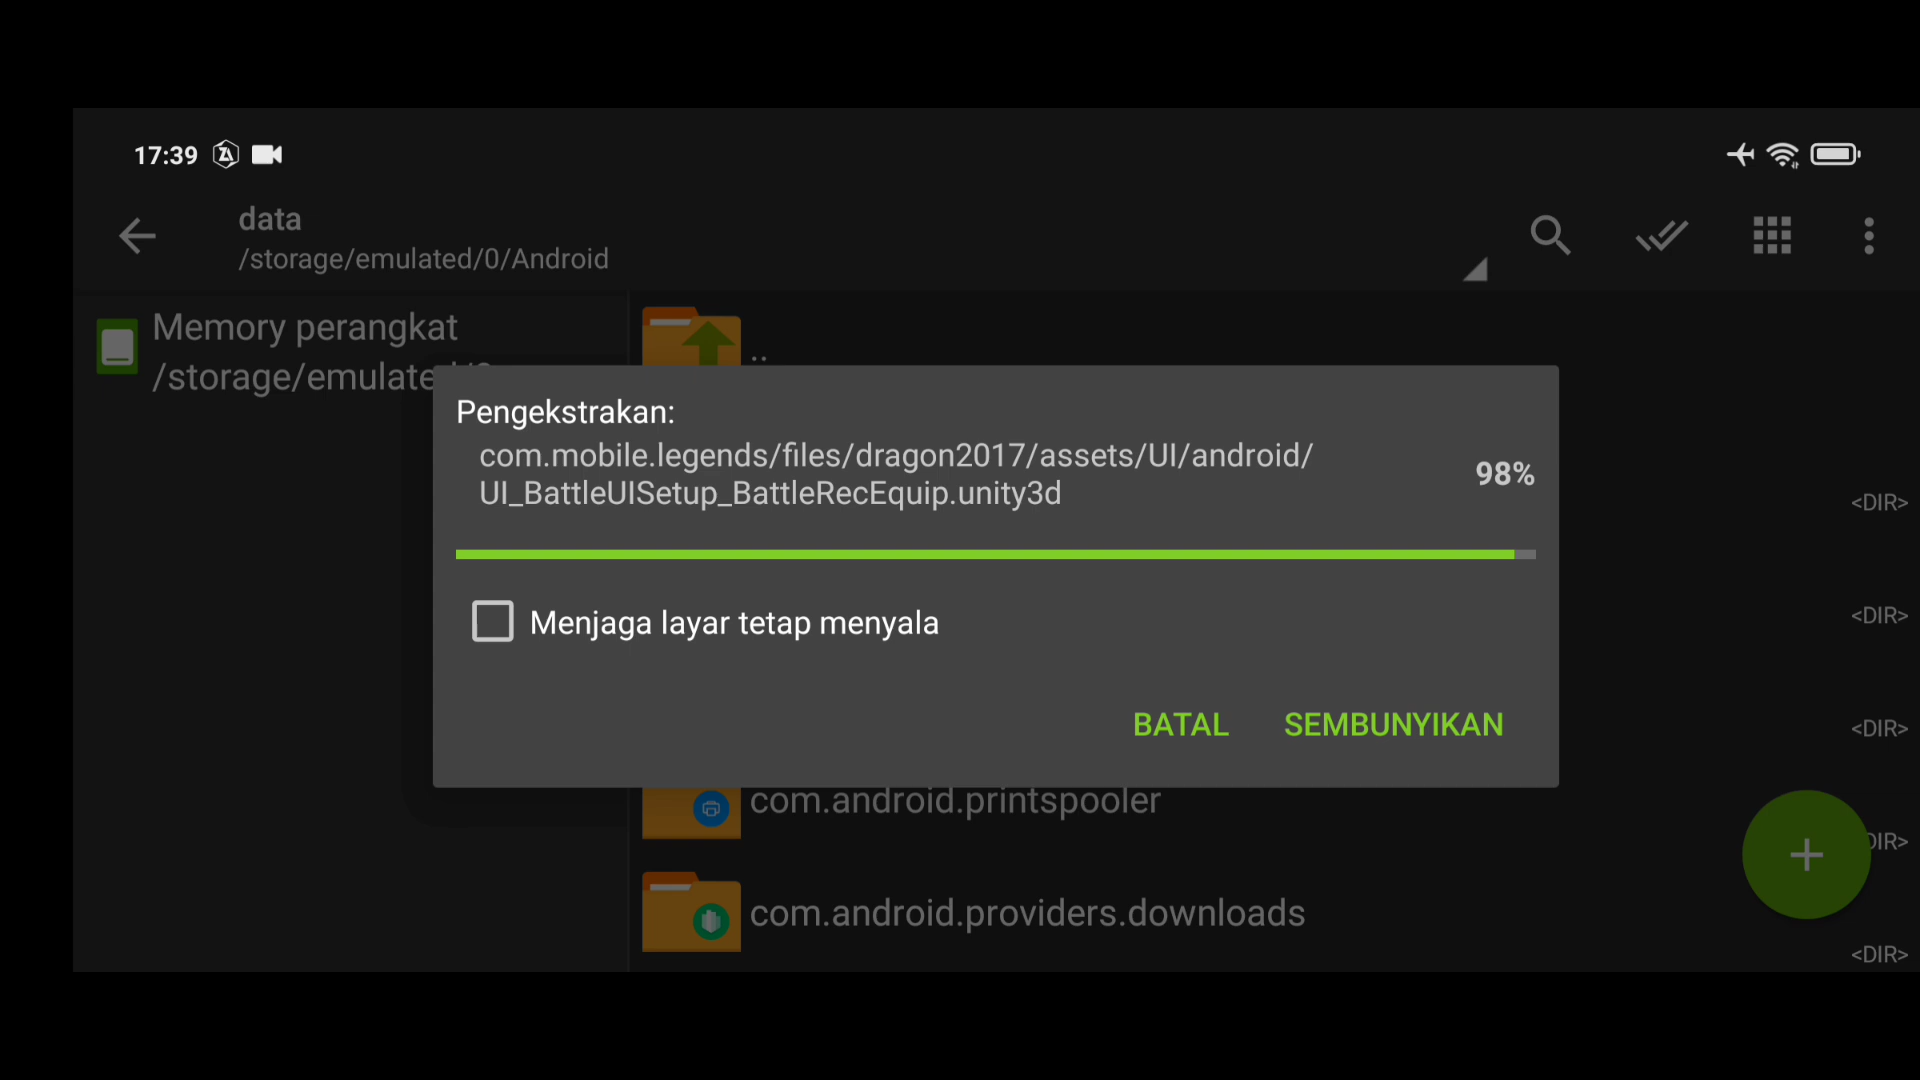 17:39
data
/storage/emulated/0/Android
Memory perangkat
/storage/emulate
..
Pengekstrakan:
com.mobile.legends/files/dragon2017/assets/UI/android/
UI_BattleUISetup_BattleRecEquip.unity3d
98%
<DIR>
Menjaga layar tetap menyala
<DIR>
BATAL
SEMBUNYIKAN
<DIR>
com.android.printspooler
DIR>
com.android.providers.downloads
<DIR>